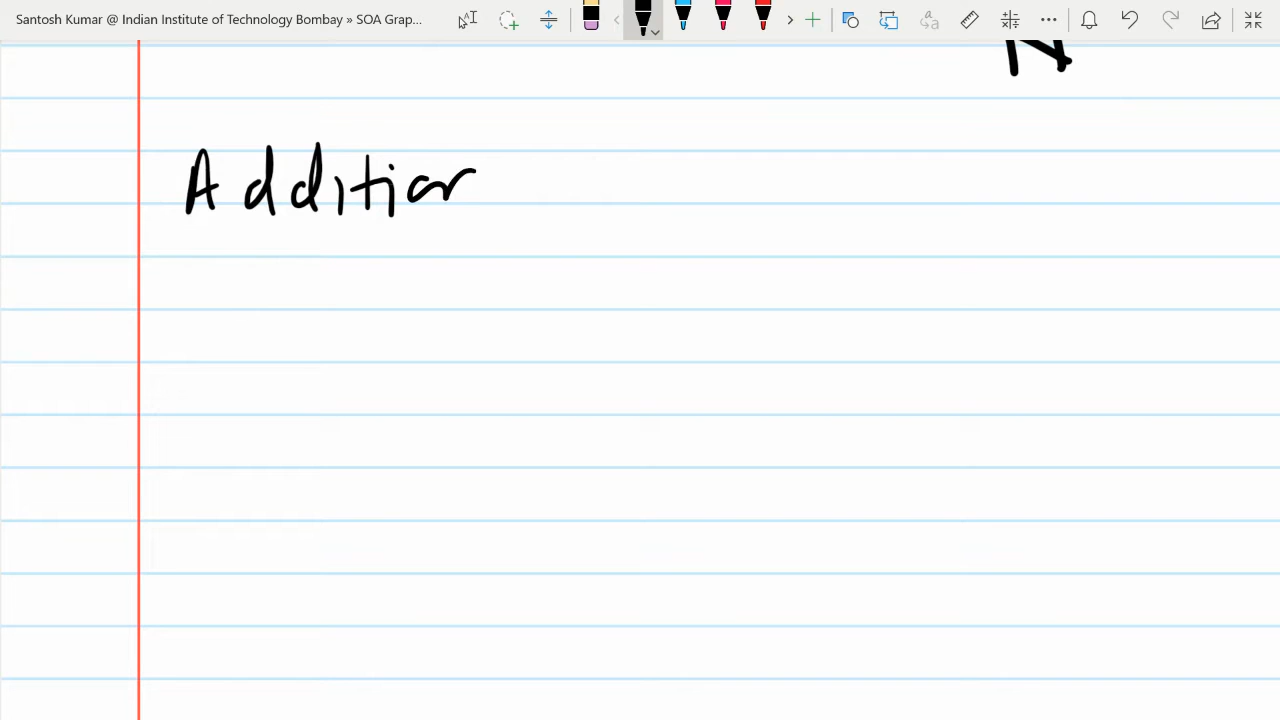 Santosh Kumar @ Indian Institute of Technology Bombay » SOA Grap...
Additior